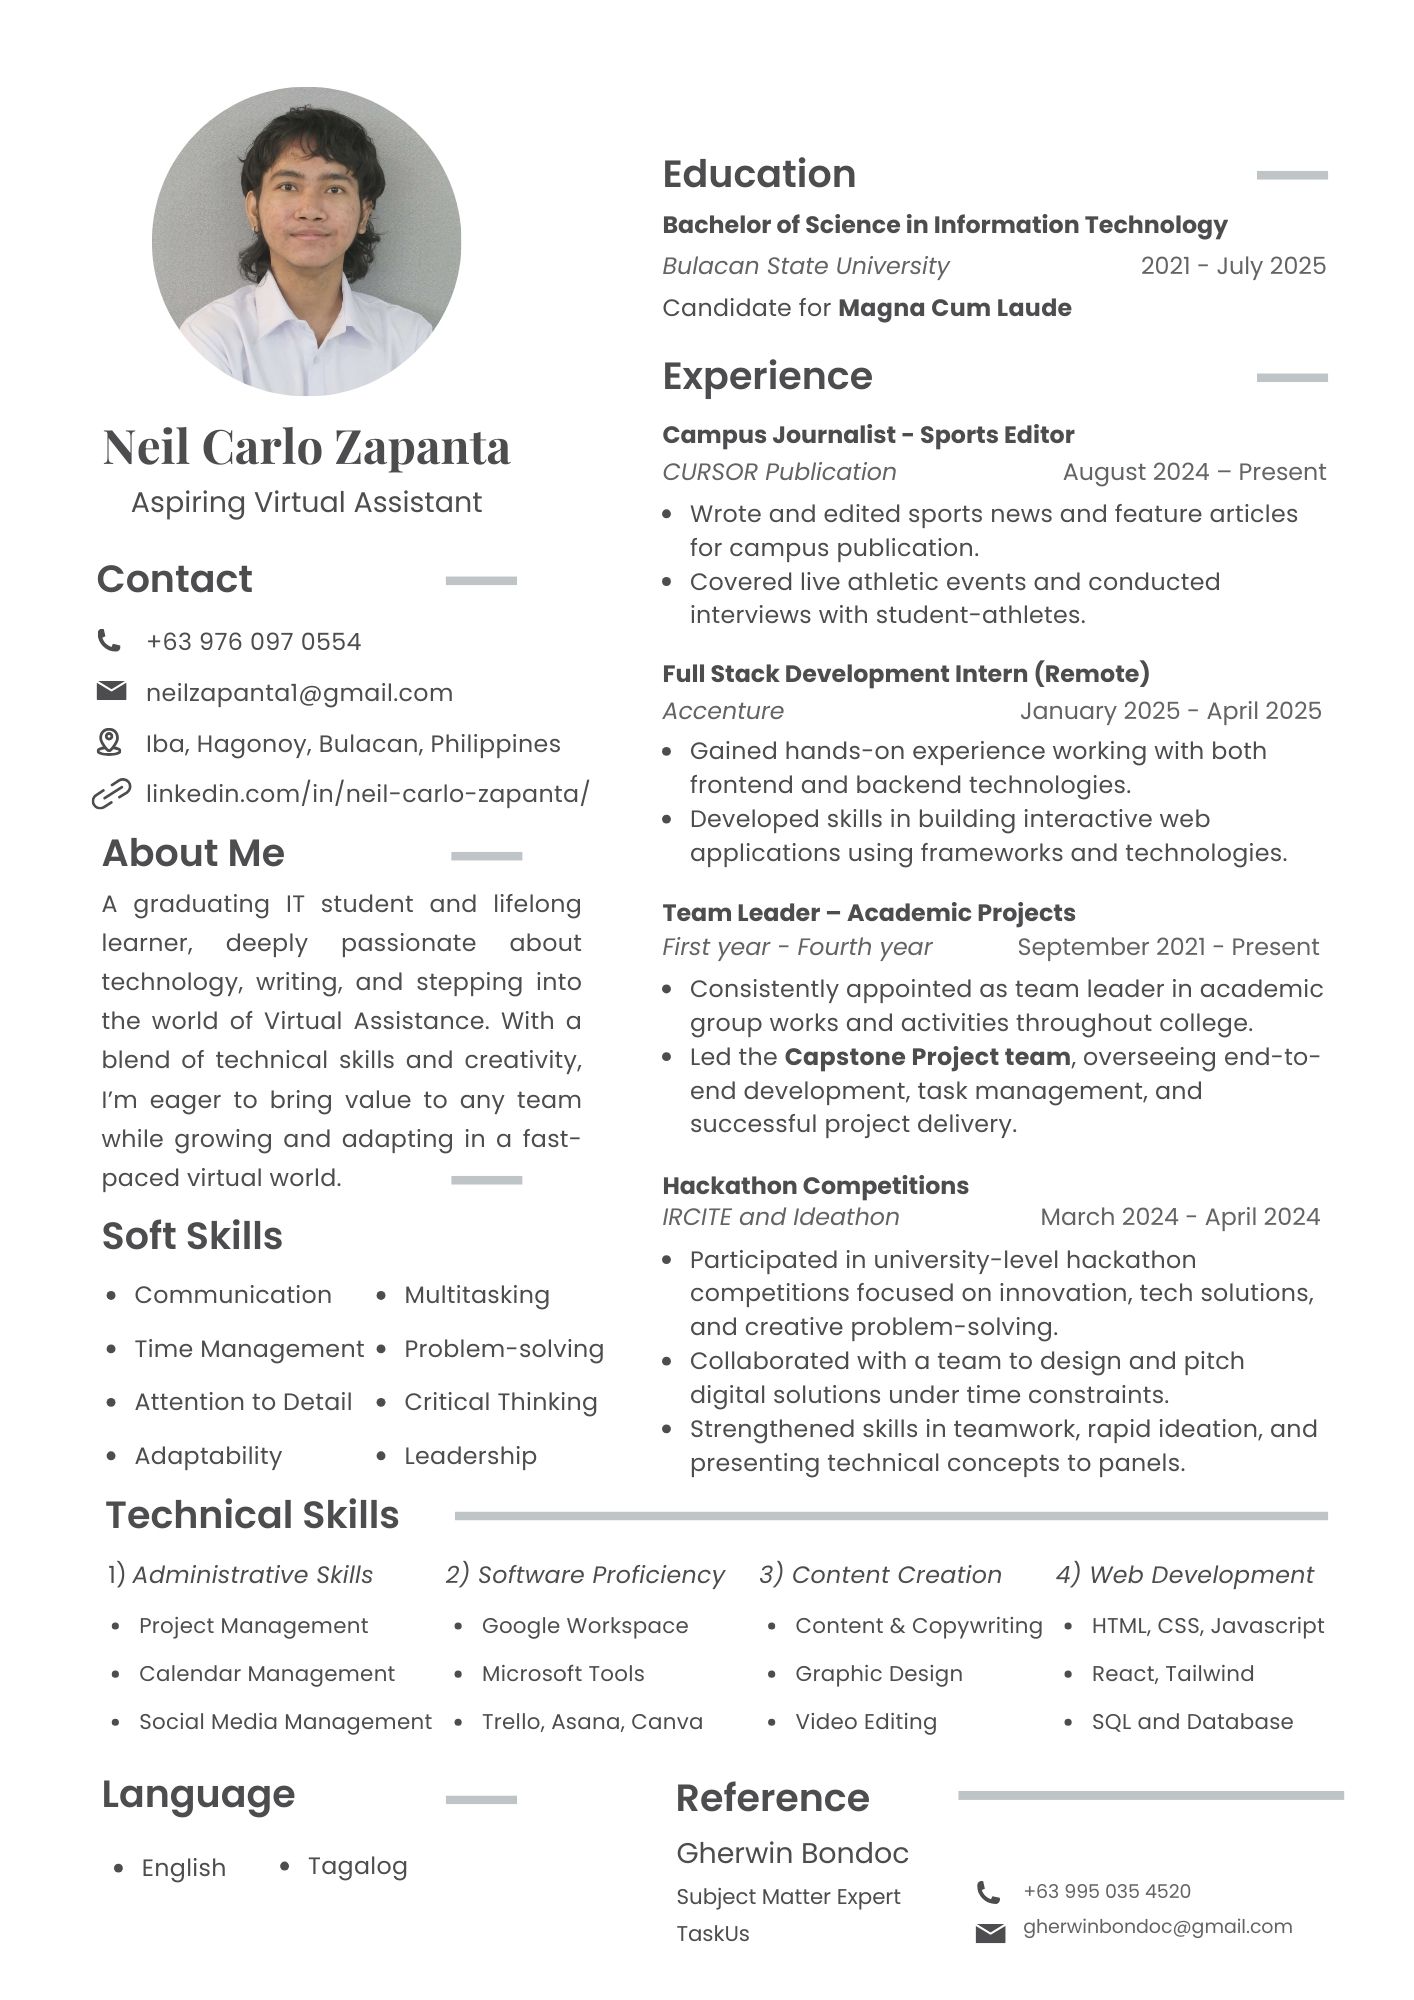 Neil Carlo Zapanta
Aspiring Virtual Assistant
Contact
+63 976 097 0554
neilzapanta1@gmail.com
Iba, Hagonoy, Bulacan, Philippines
linkedin.com/in/neil-carlo-zapanta/
About Me
A graduating IT student and lifelong
learner, deeply passionate about
technology, writing, and stepping into
the world of Virtual Assistance. With a
blend of technical skills and creativity,
I'm eager to bring value to any team
while growing and adapting in a fast-
paced virtual world.
Soft Skills
• Communication
• Time Management
• Attention to Detail
• Adaptability
• Multitasking
• Problem-solving
• Critical Thinking
• Leadership
Education
Bachelor of Science in Information Technology
Bulacan State University 2021 - July 2025
Candidate for Magna Cum Laude
Experience
Campus Journalist - Sports Editor
CURSOR Publication August 2024 – Present
• Wrote and edited sports news and feature articles
for campus publication.
• Covered live athletic events and conducted
interviews with student-athletes.
Full Stack Development Intern (Remote)
Accenture January 2025 - April 2025
• Gained hands-on experience working with both
frontend and backend technologies.
• Developed skills in building interactive web
applications using frameworks and technologies.
Team Leader – Academic Projects
First year - Fourth year September 2021 - Present
• Consistently appointed as team leader in academic
group works and activities throughout college.
• Led the Capstone Project team, overseeing end-to-
end development, task management, and
successful project delivery.
Hackathon Competitions
IRCITE and Ideathon March 2024 - April 2024
• Participated in university-level hackathon
competitions focused on innovation, tech solutions,
and creative problem-solving.
• Collaborated with a team to design and pitch
digital solutions under time constraints.
• Strengthened skills in teamwork, rapid ideation, and
presenting technical concepts to panels.
Technical Skills
1) Administrative Skills
• Project Management
• Calendar Management
• Social Media Management
2) Software Proficiency
• Google Workspace
• Microsoft Tools
• Trello, Asana, Canva
3) Content Creation
• Content & Copywriting
• Graphic Design
• Video Editing
4) Web Development
• HTML, CSS, Javascript
• React, Tailwind
• SQL and Database
Language
• English • Tagalog
Reference
Gherwin Bondoc
Subject Matter Expert
TaskUs
+63 995 035 4520
gherwinbondoc@gmail.com